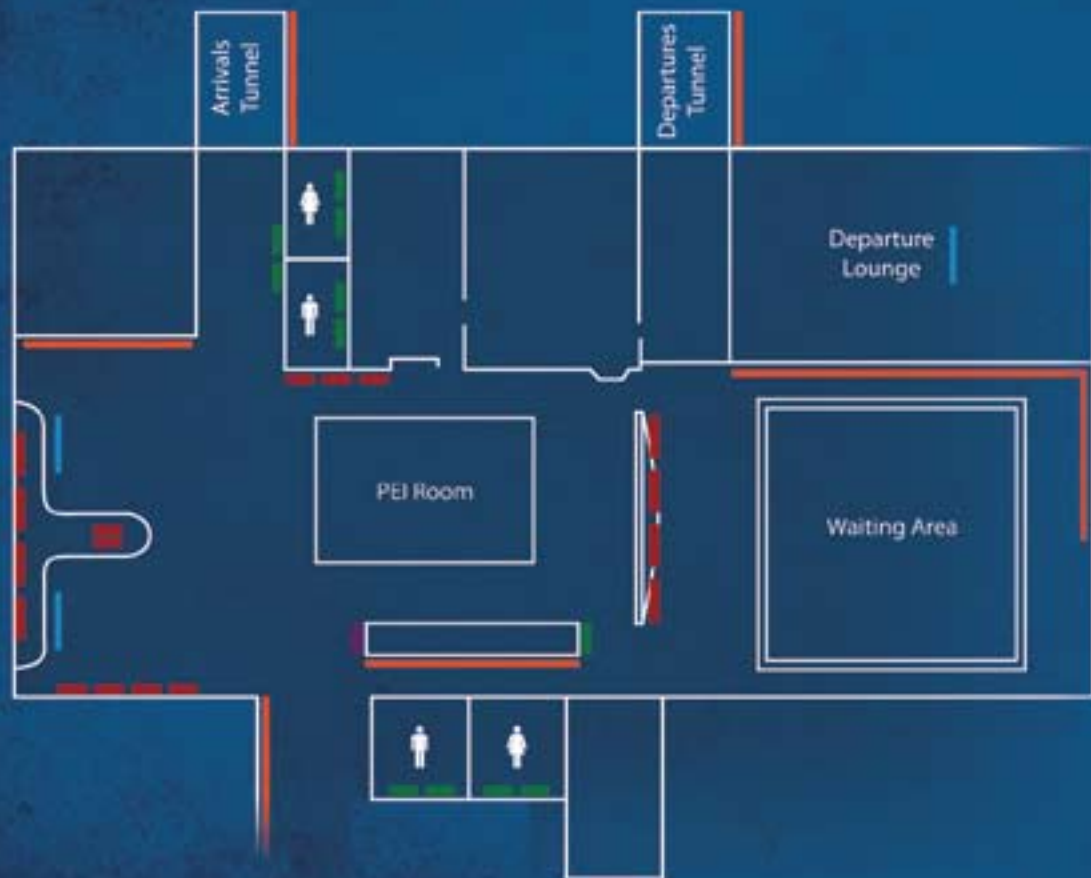 Arrivals
Tunnel
Departures
Tunnel
Departure
Lounge
PEI Room
Waiting Area